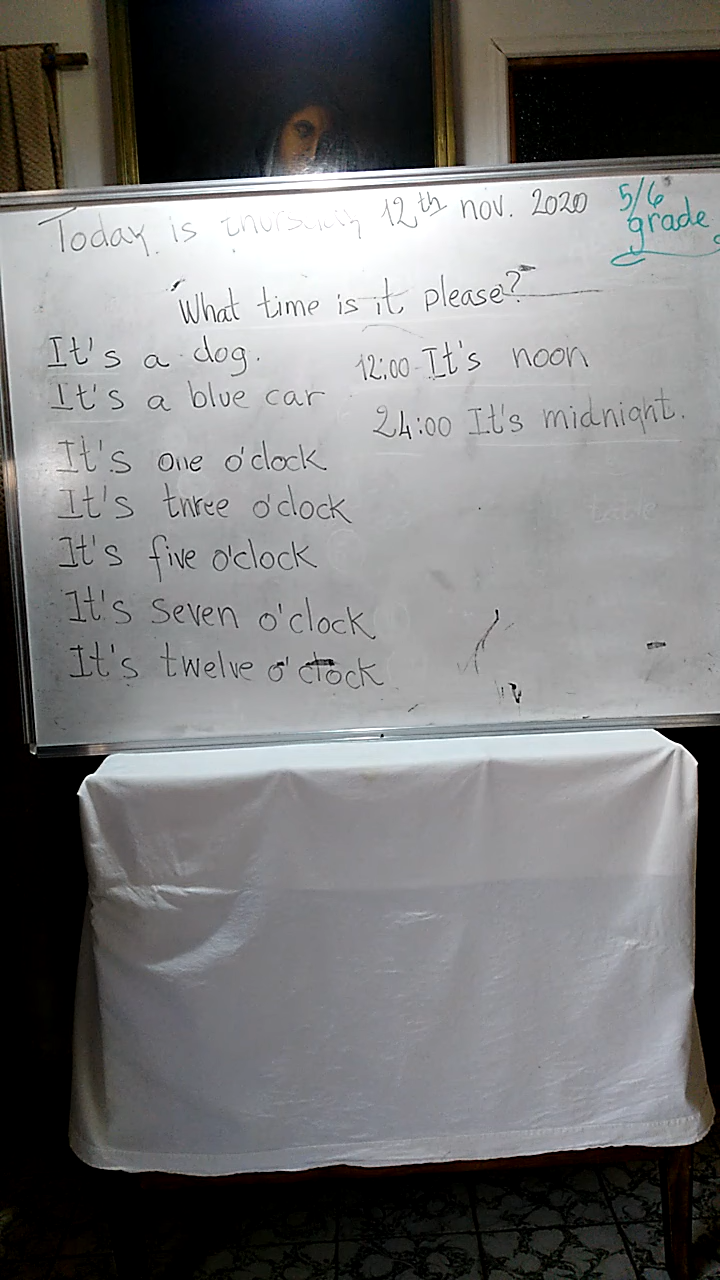 Today is thursday 12th nov. 2020
5/6
grade
What time is it, please?
It's a dog.
It's a blue car
It's one o'clock
It's three o'clock
It's five o'clock
It's seven o'clock
It's twelve o'clock
12:00 It's noon
24:00 It's midnight.
table